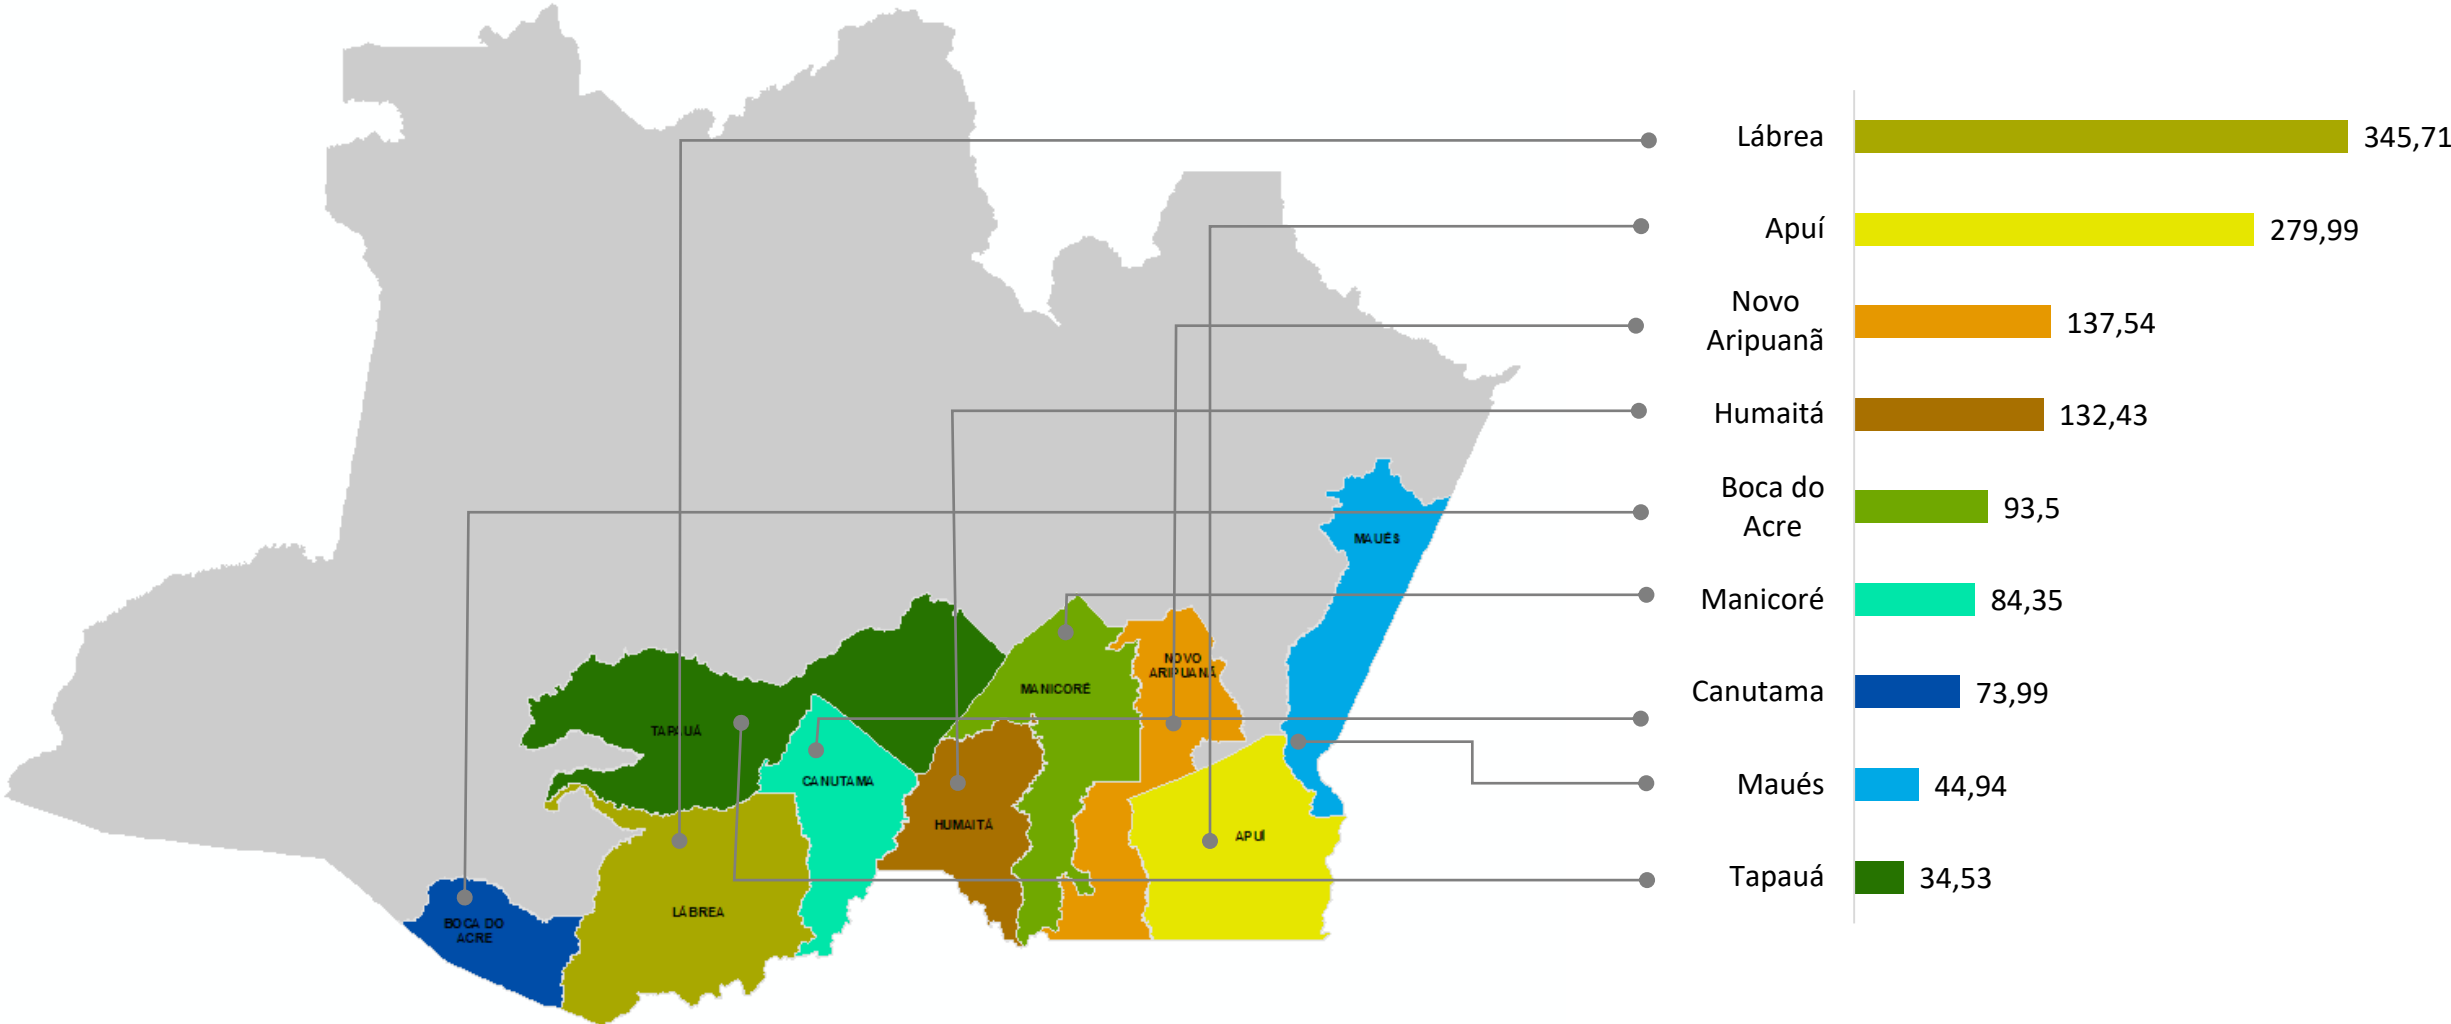 Lábrea
345,71
Apuí
279,99
Novo
Aripuanã
137,54
Humaitá
132,43
Boca do
Acre
93,5
Manicoré
84,35
Canutama
73,99
Maués
44,94
Tapauá
34,53
MAUÉS
NOVO
ARIPUANÃ
MANICORÉ
TAPAUÁ
CANUTAMA
HUMAITÁ
APUÍ
LÁBREA
BOCA DO
ACRE